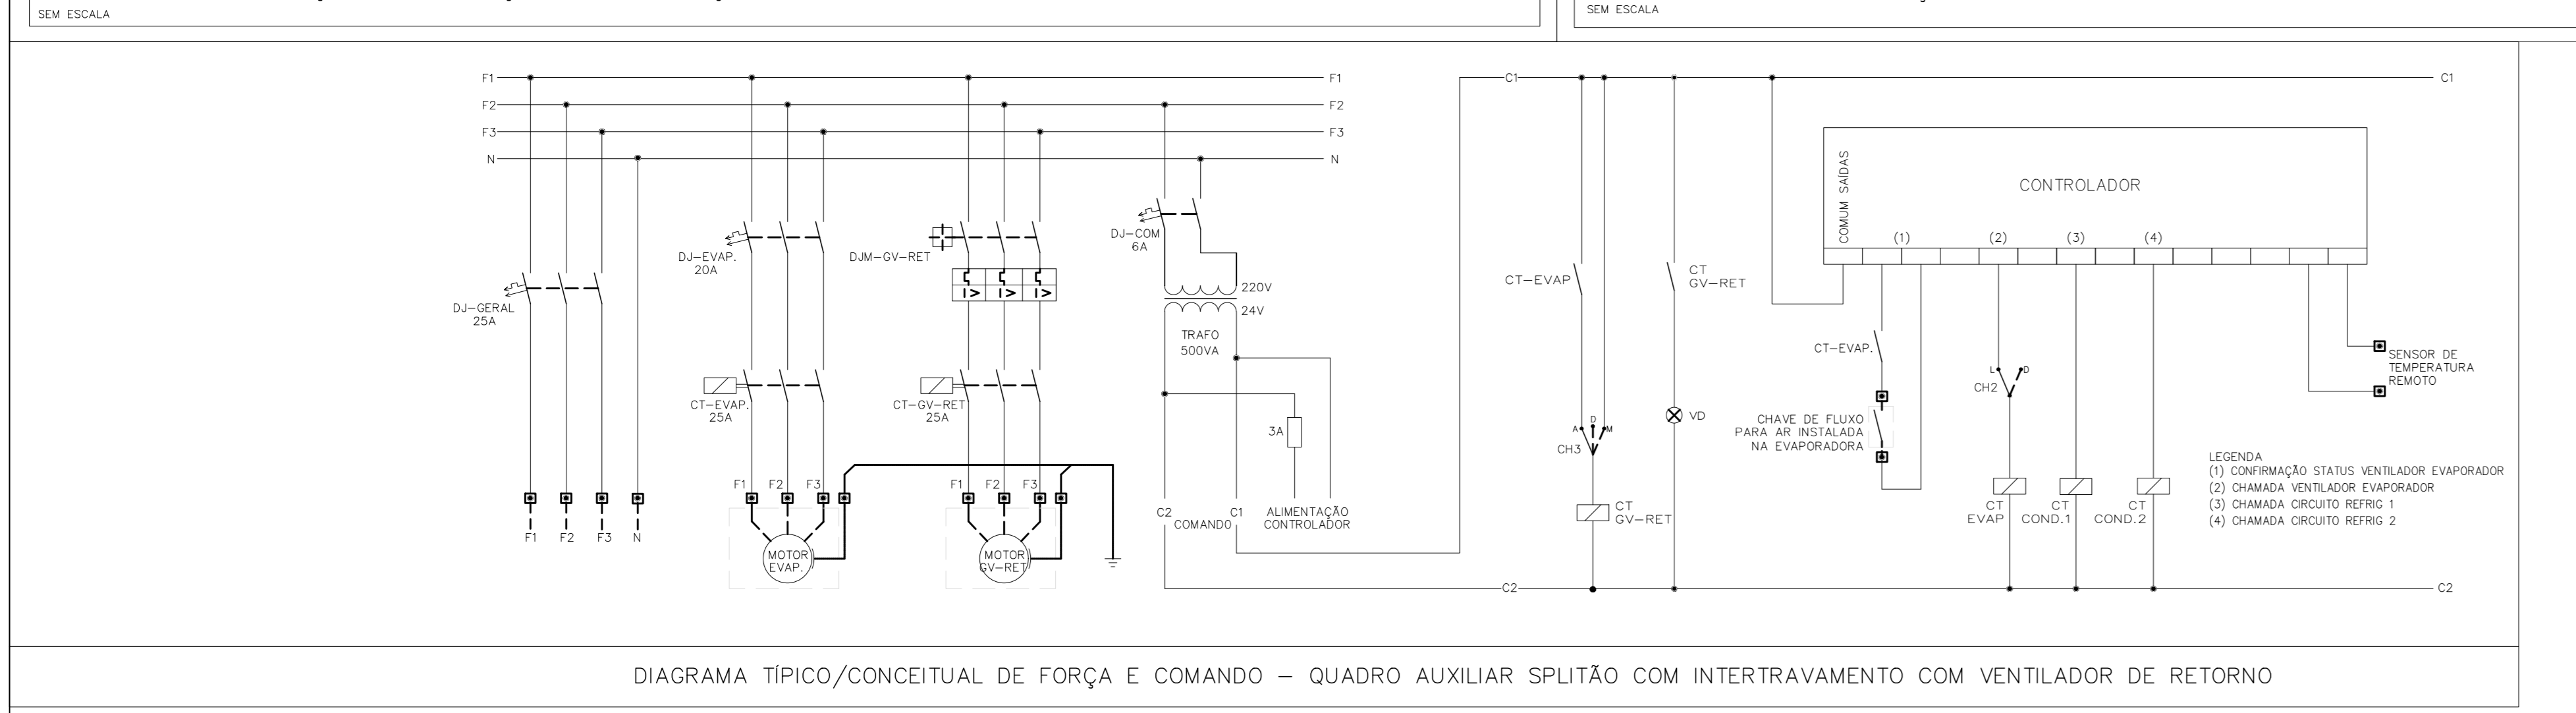 SEM ESCALA
SEM ESCALA
F1
F1
F2
F2
F3
F3
N
N
DJ-GERAL
25A
F1
F2
F3
N
DJ-EVAP.
20A
CT-EVAP.
25A
F1
F2
F3
MOTOR
EVAP.
DJM-GV-RET
I>
I>
I>
CT-GV-RET
25A
F1
F2
F3
MOTOR
GV-RET
DJ-COM
6A
220V
24V
TRAFO
500VA
3A
C2
C1
COMANDO
ALIMENTAÇÃO
CONTROLADOR
C1
C1
C2
C2
CT-EVAP
A
D
M
CH3
CT
GV-RET
CT
GV-RET
VD
COMUM SAÍDAS
CONTROLADOR
(1)
(2)
(3)
(4)
CT-EVAP.
CHAVE DE FLUXO
PARA AR INSTALADA
NA EVAPORADORA
L
D
CH2
CT
EVAP
CT
COND.1
CT
COND.2
SENSOR DE
TEMPERATURA
REMOTO
LEGENDA
(1) CONFIRMAÇÃO STATUS VENTILADOR EVAPORADOR
(2) CHAMADA VENTILADOR EVAPORADOR
(3) CHAMADA CIRCUITO REFRIG 1
(4) CHAMADA CIRCUITO REFRIG 2
DIAGRAMA TÍPICO/CONCEITUAL DE FORÇA E COMANDO – QUADRO AUXILIAR SPLITÃO COM INTERTRAVAMENTO COM VENTILADOR DE RETORNO